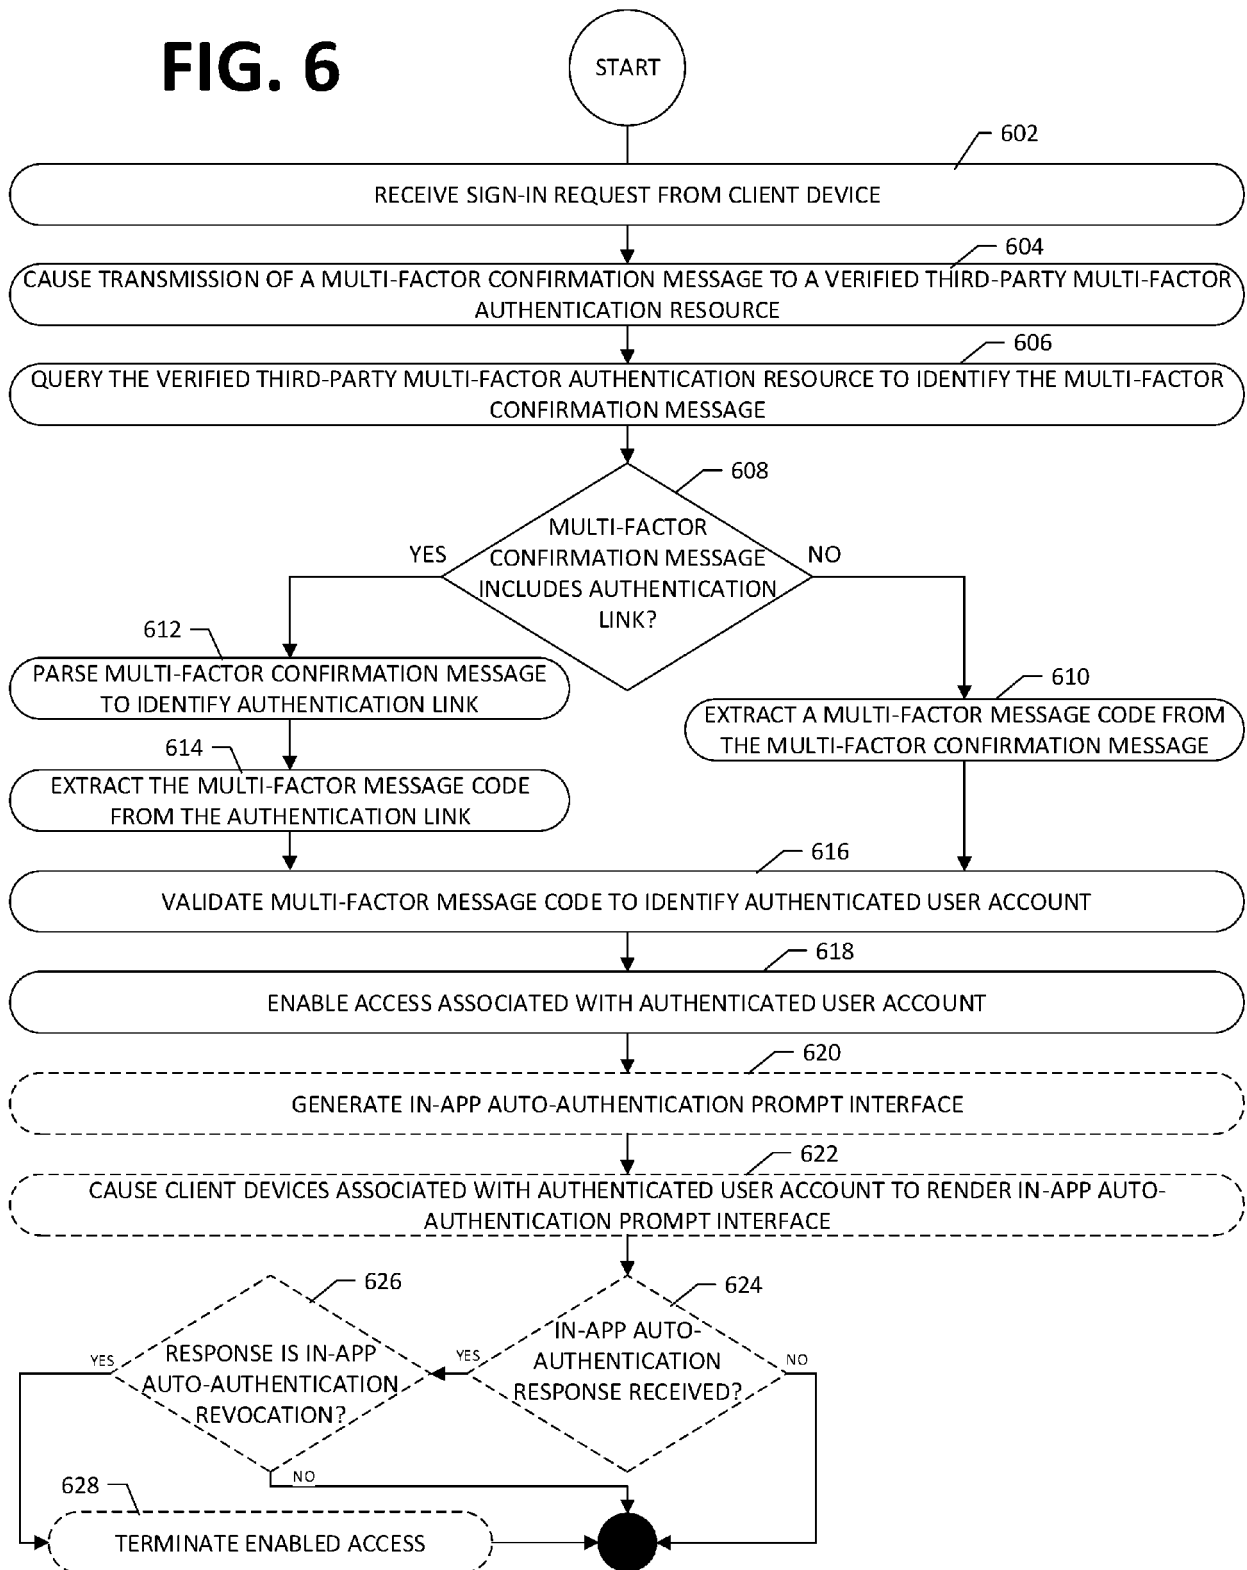 FIG. 6
START
602
RECEIVE SIGN-IN REQUEST FROM CLIENT DEVICE
604
CAUSE TRANSMISSION OF A MULTI-FACTOR CONFIRMATION MESSAGE TO A VERIFIED THIRD-PARTY MULTI-FACTOR
AUTHENTICATION RESOURCE
606
QUERY THE VERIFIED THIRD-PARTY MULTI-FACTOR AUTHENTICATION RESOURCE TO IDENTIFY THE MULTI-FACTOR
CONFIRMATION MESSAGE
608
MULTI-FACTOR
CONFIRMATION MESSAGE
INCLUDES AUTHENTICATION
LINK?
YES
NO
612
PARSE MULTI-FACTOR CONFIRMATION MESSAGE
TO IDENTIFY AUTHENTICATION LINK
610
EXTRACT A MULTI-FACTOR MESSAGE CODE FROM
THE MULTI-FACTOR CONFIRMATION MESSAGE
614
EXTRACT THE MULTI-FACTOR MESSAGE CODE
FROM THE AUTHENTICATION LINK
616
VALIDATE MULTI-FACTOR MESSAGE CODE TO IDENTIFY AUTHENTICATED USER ACCOUNT
618
ENABLE ACCESS ASSOCIATED WITH AUTHENTICATED USER ACCOUNT
620
GENERATE IN-APP AUTO-AUTHENTICATION PROMPT INTERFACE
622
CAUSE CLIENT DEVICES ASSOCIATED WITH AUTHENTICATED USER ACCOUNT TO RENDER IN-APP AUTO-
AUTHENTICATION PROMPT INTERFACE
624
IN-APP AUTO-
AUTHENTICATION
RESPONSE RECEIVED?
YES
NO
626
RESPONSE IS IN-APP
AUTO-AUTHENTICATION
REVOCATION?
YES
NO
628
TERMINATE ENABLED ACCESS